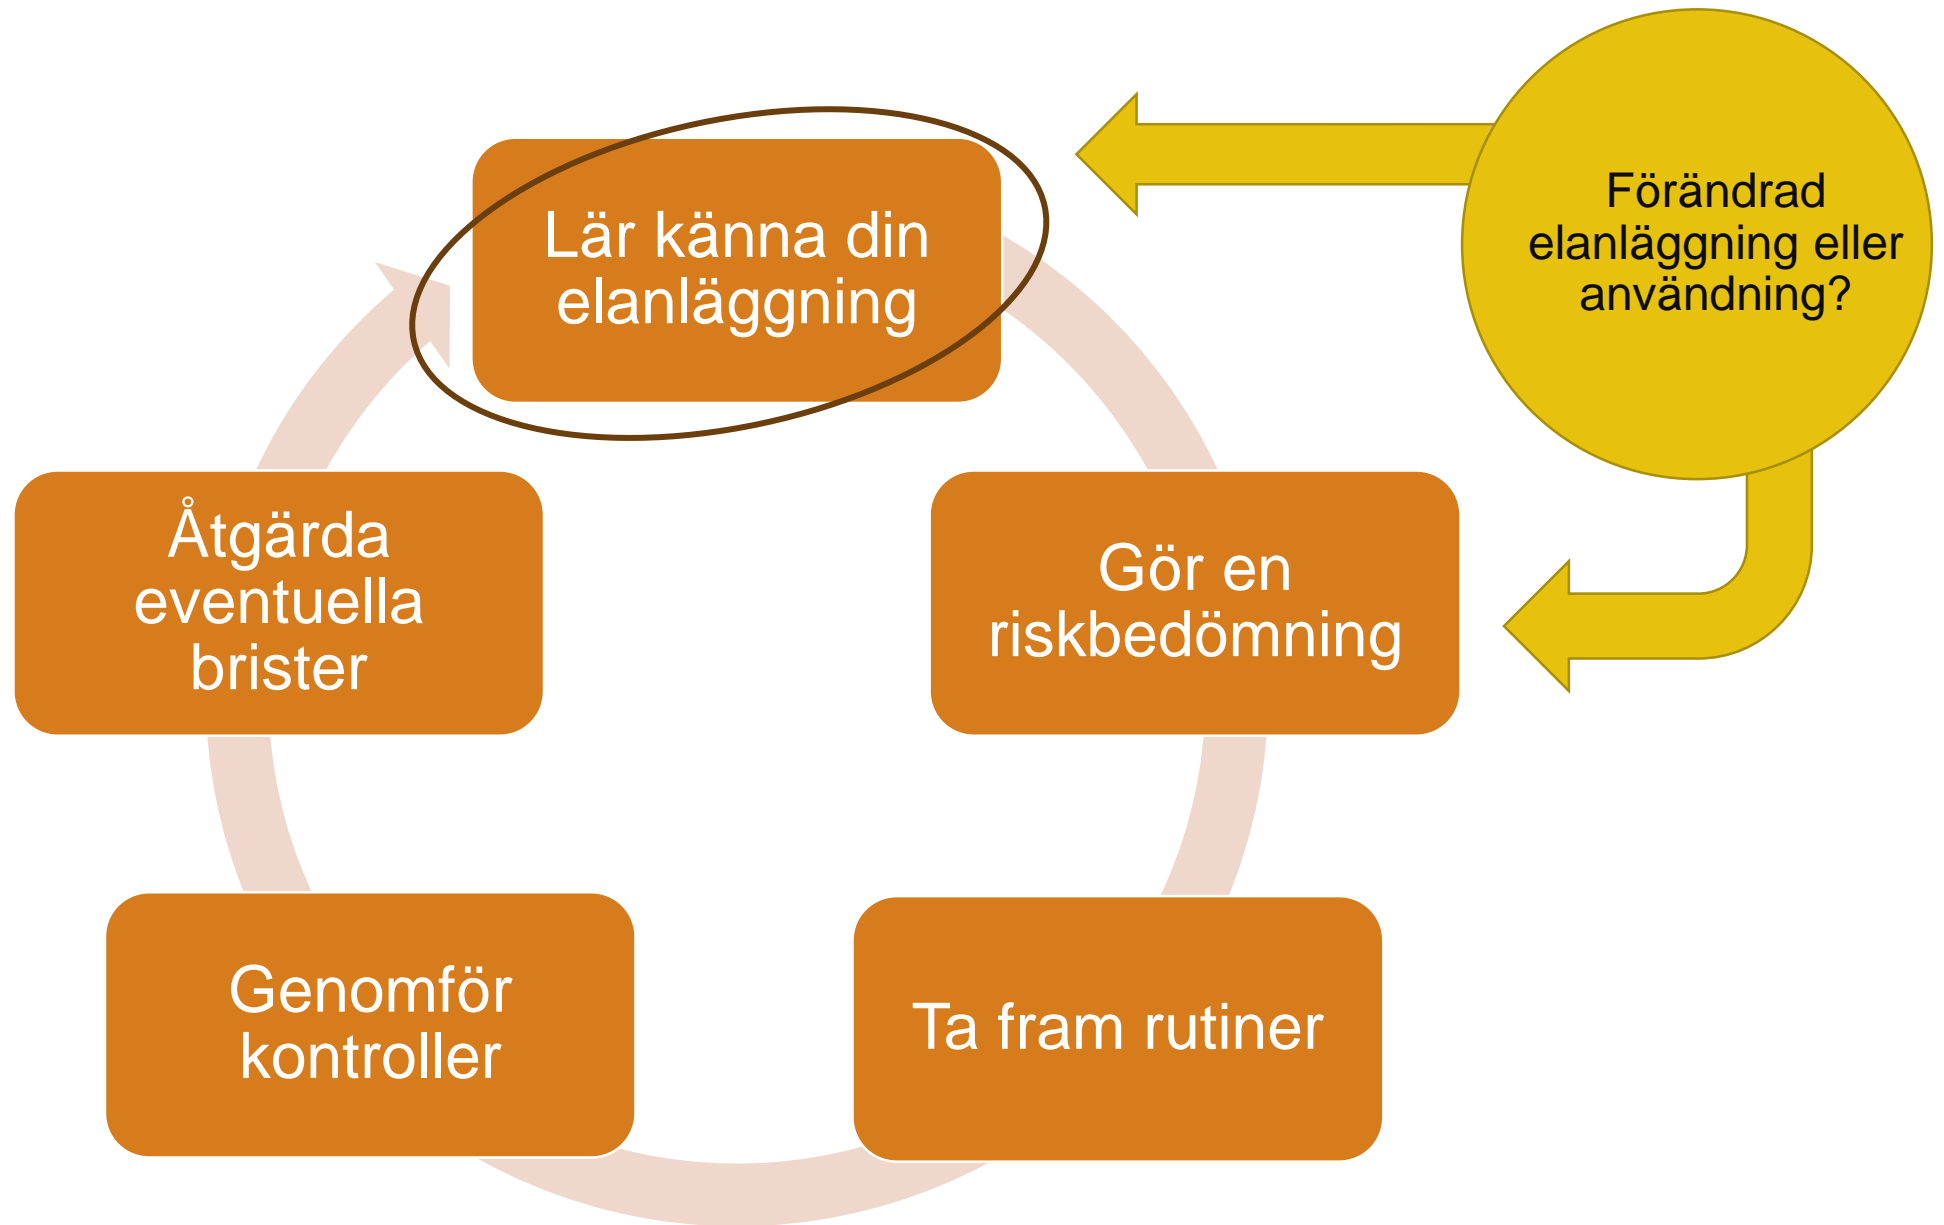 Lär känna din
elanläggning
Förändrad
elanläggning eller
användning?
Gör en
riskbedömning
Ta fram rutiner
Genomför
kontroller
Åtgärda
eventuella
brister